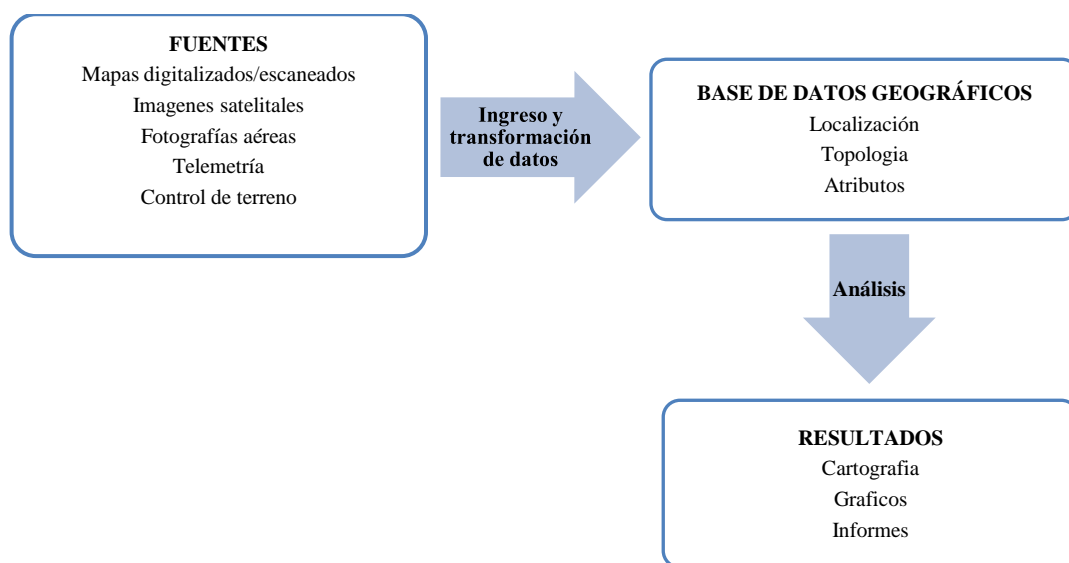 FUENTES
Mapas digitalizados/escaneados
Imagenes satelitales
Fotografías aéreas
Telemetría
Control de terreno
Ingreso y
transformación
de datos
BASE DE DATOS GEOGRÁFICOS
Localización
Topologia
Atributos
Análisis
RESULTADOS
Cartografia
Graficos
Informes